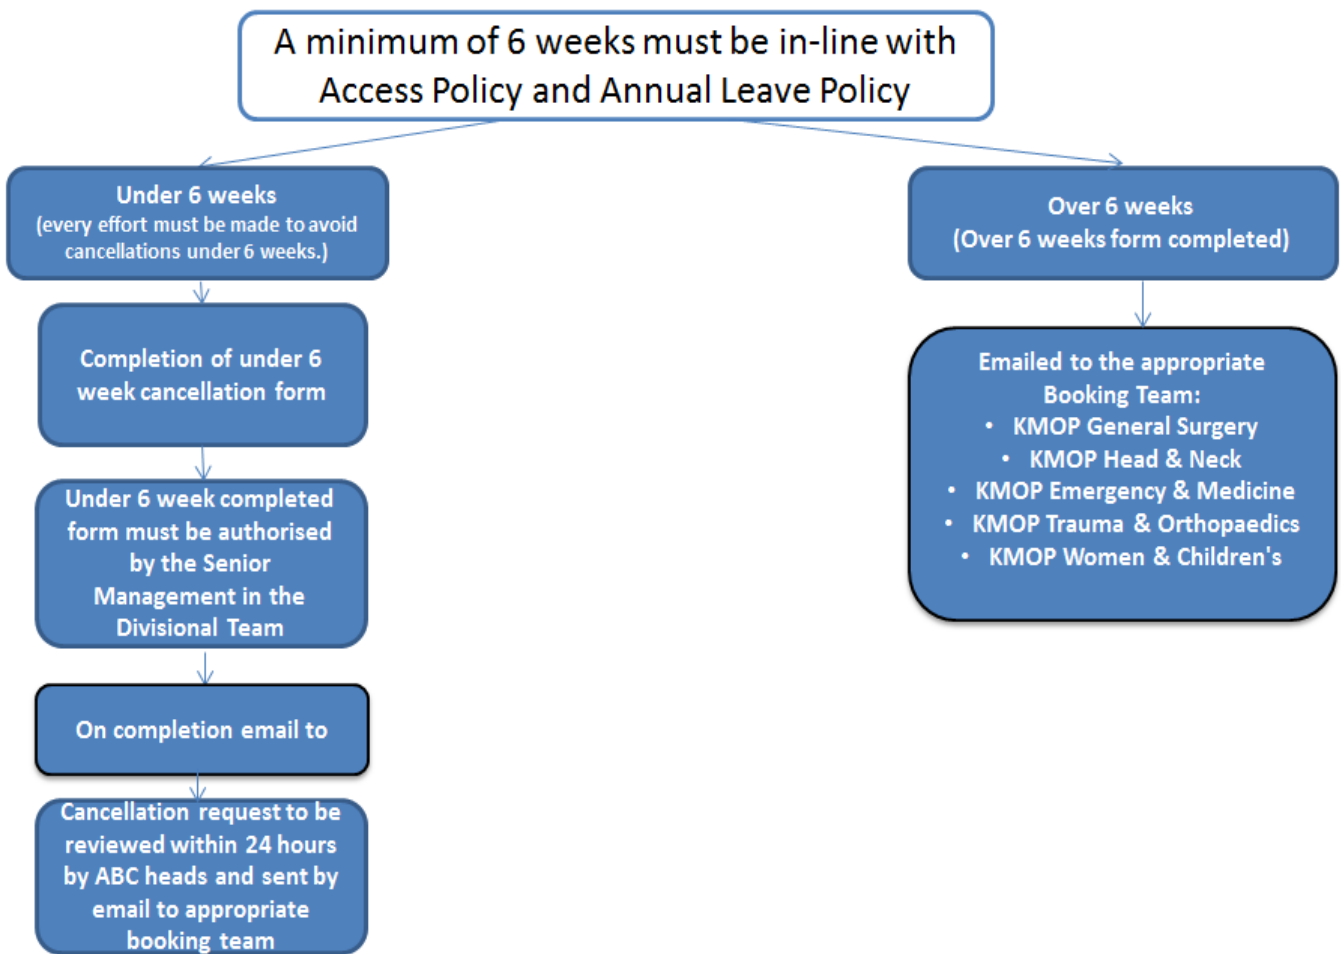 A minimum of 6 weeks must be in-line with
Access Policy and Annual Leave Policy
Under 6 weeks
(every effort must be made to avoid
cancellations under 6 weeks.)
Completion of under 6
week cancellation form
Under 6 week completed
form must be authorised
by the Senior
Management in the
Divisional Team
On completion email to
Cancellation request to be
reviewed within 24 hours
by ABC heads and sent by
email to appropriate
booking team
Over 6 weeks
(Over 6 weeks form completed)
Emailed to the appropriate
Booking Team:
• KMOP General Surgery
• KMOP Head & Neck
• KMOP Emergency & Medicine
• KMOP Trauma & Orthopaedics
• KMOP Women & Children's